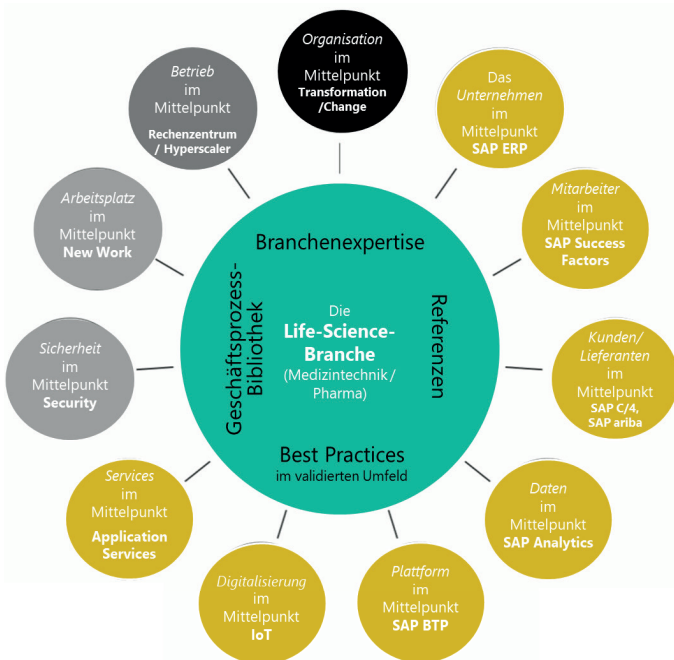 Organisation
im
Mittelpunkt
Transformation
/Change
Das
Unternehmen
im
Mittelpunkt
SAP ERP
Mitarbeiter
im
Mittelpunkt
SAP Success
Factors
Kunden/
Lieferanten
im
Mittelpunkt
SAP C/4,
SAP ariba
Daten
im
Mittelpunkt
SAP Analytics
Plattform
im
Mittelpunkt
SAP BTP
Digitalisierung
im
Mittelpunkt
IoT
Services
im
Mittelpunkt
Application
Services
Sicherheit
im
Mittelpunkt
Security
Arbeitsplatz
im
Mittelpunkt
New Work
Betrieb
im
Mittelpunkt
Rechenzentrum
/ Hyperscaler
Branchenexpertise
Referenzen
Best Practices
im validierten Umfeld
Geschäftsprozess-
Bibliothek
Die
Life-Science-
Branche
(Medizintechnik /
Pharma)